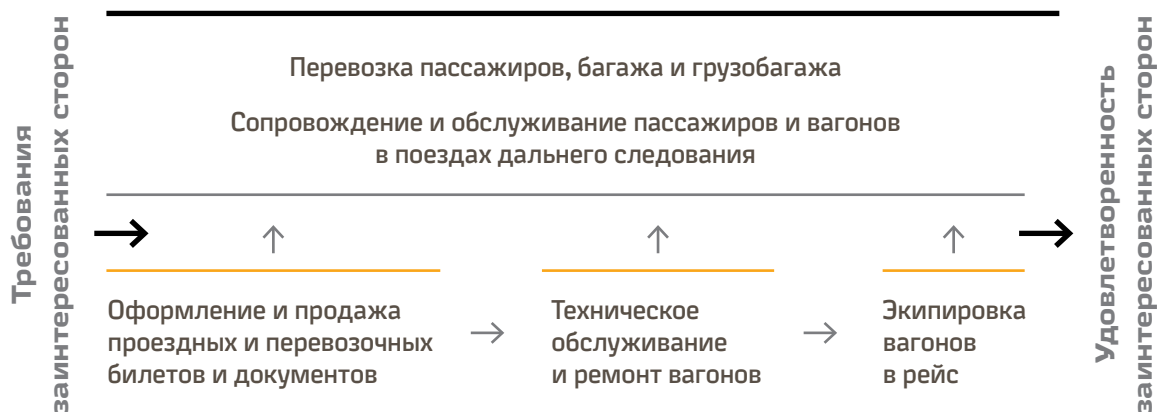 Требования
заинтересованных сторон
Перевозка пассажиров, багажа и грузобагажа
Сопровождение и обслуживание пассажиров и вагонов
в поездах дальнего следования
Оформление и продажа
проездных и перевозочных
билетов и документов
Техническое
обслуживание
и ремонт вагонов
Экипировка
вагонов
в рейс
Удовлетворенность
заинтересованных сторон